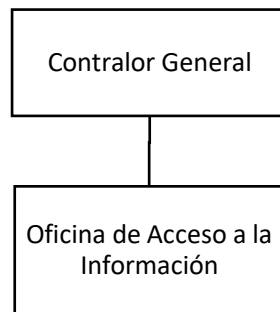 Contralor General
Oficina de Acceso a la
Información